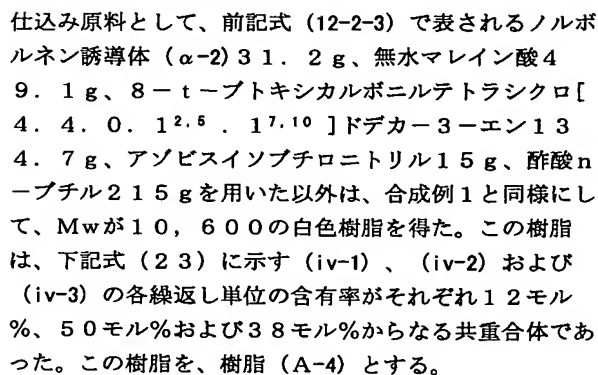 仕込み原料として、前記式（12-2-3）で表されるノルボ
ルネン誘導体（α-2)３１．２ｇ、無水マレイン酸４
９．１ｇ、８－ｔ－ブトキシカルボニルテトラシクロ[
４．４．０．１²·⁵ ．１⁷·¹⁰ ]ドデカ－３－エン１３
４．７ｇ、アゾビスイソブチロニトリル１５ｇ、酢酸ｎ
－ブチル２１５ｇを用いた以外は、合成例１と同様にし
て、Ｍｗが１０，６００の白色樹脂を得た。この樹脂
は、下記式（２３）に示す（iv-1）、（iv-2）および
（iv-3）の各繰返し単位の含有率がそれぞれ１２モル
％、５０モル％および３８モル％からなる共重合体であ
った。この樹脂を、樹脂（A-4）とする。